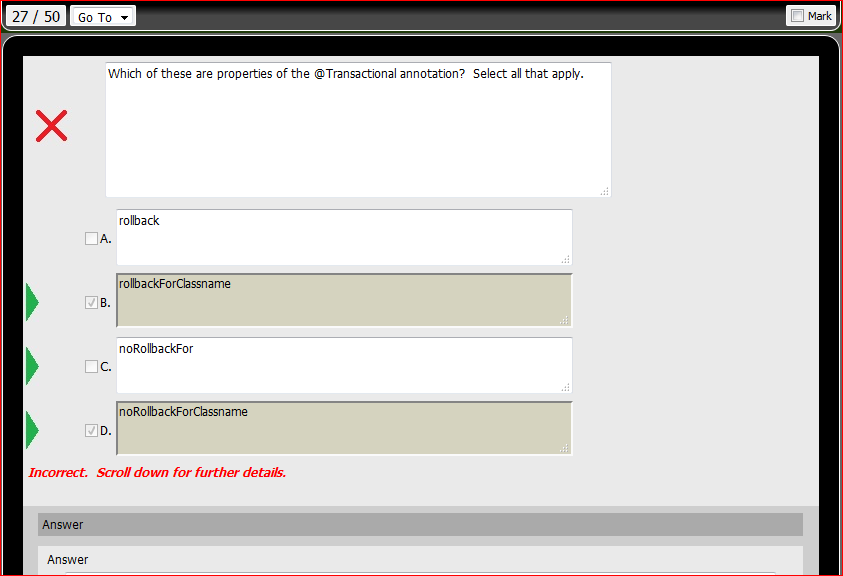 27 / 50 Go To Mark
Which of these are properties of the @Transactional annotation?  Select all that apply.
A. rollback
B. rollbackForClassname
C. noRollbackFor
D. noRollbackForClassname
Incorrect.  Scroll down for further details.
Answer
Answer